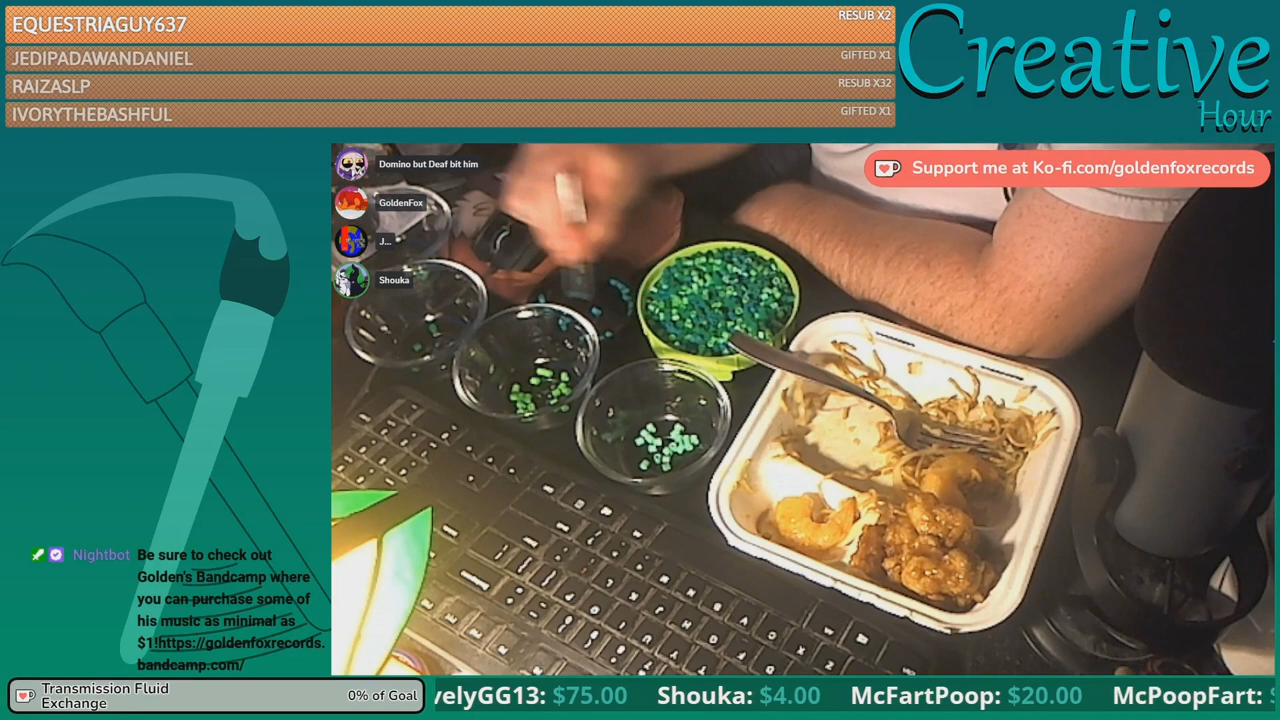 EQUESTRIAGUY637 RESUB X2
JEDIPADAWANDANIEL GIFTED X1
RAIZASLP RESUB X32
IVORYTHEBASHFUL GIFTED X1
Creative
Hour
Domino but Deaf bit him
GoldenFox
J...
Shouka
Support me at Ko-fi.com/goldenfoxrecords
Nightbot Be sure to check out
Golden's Bandcamp where
you can purchase some of
his music as minimal as
$1!https://goldenfoxrecords.
bandcamp.com/
Transmission Fluid
Exchange
0% of Goal
velyGG13: $75.00 Shouka: $4.00 McFartPoop: $20.00 McPoopFart: